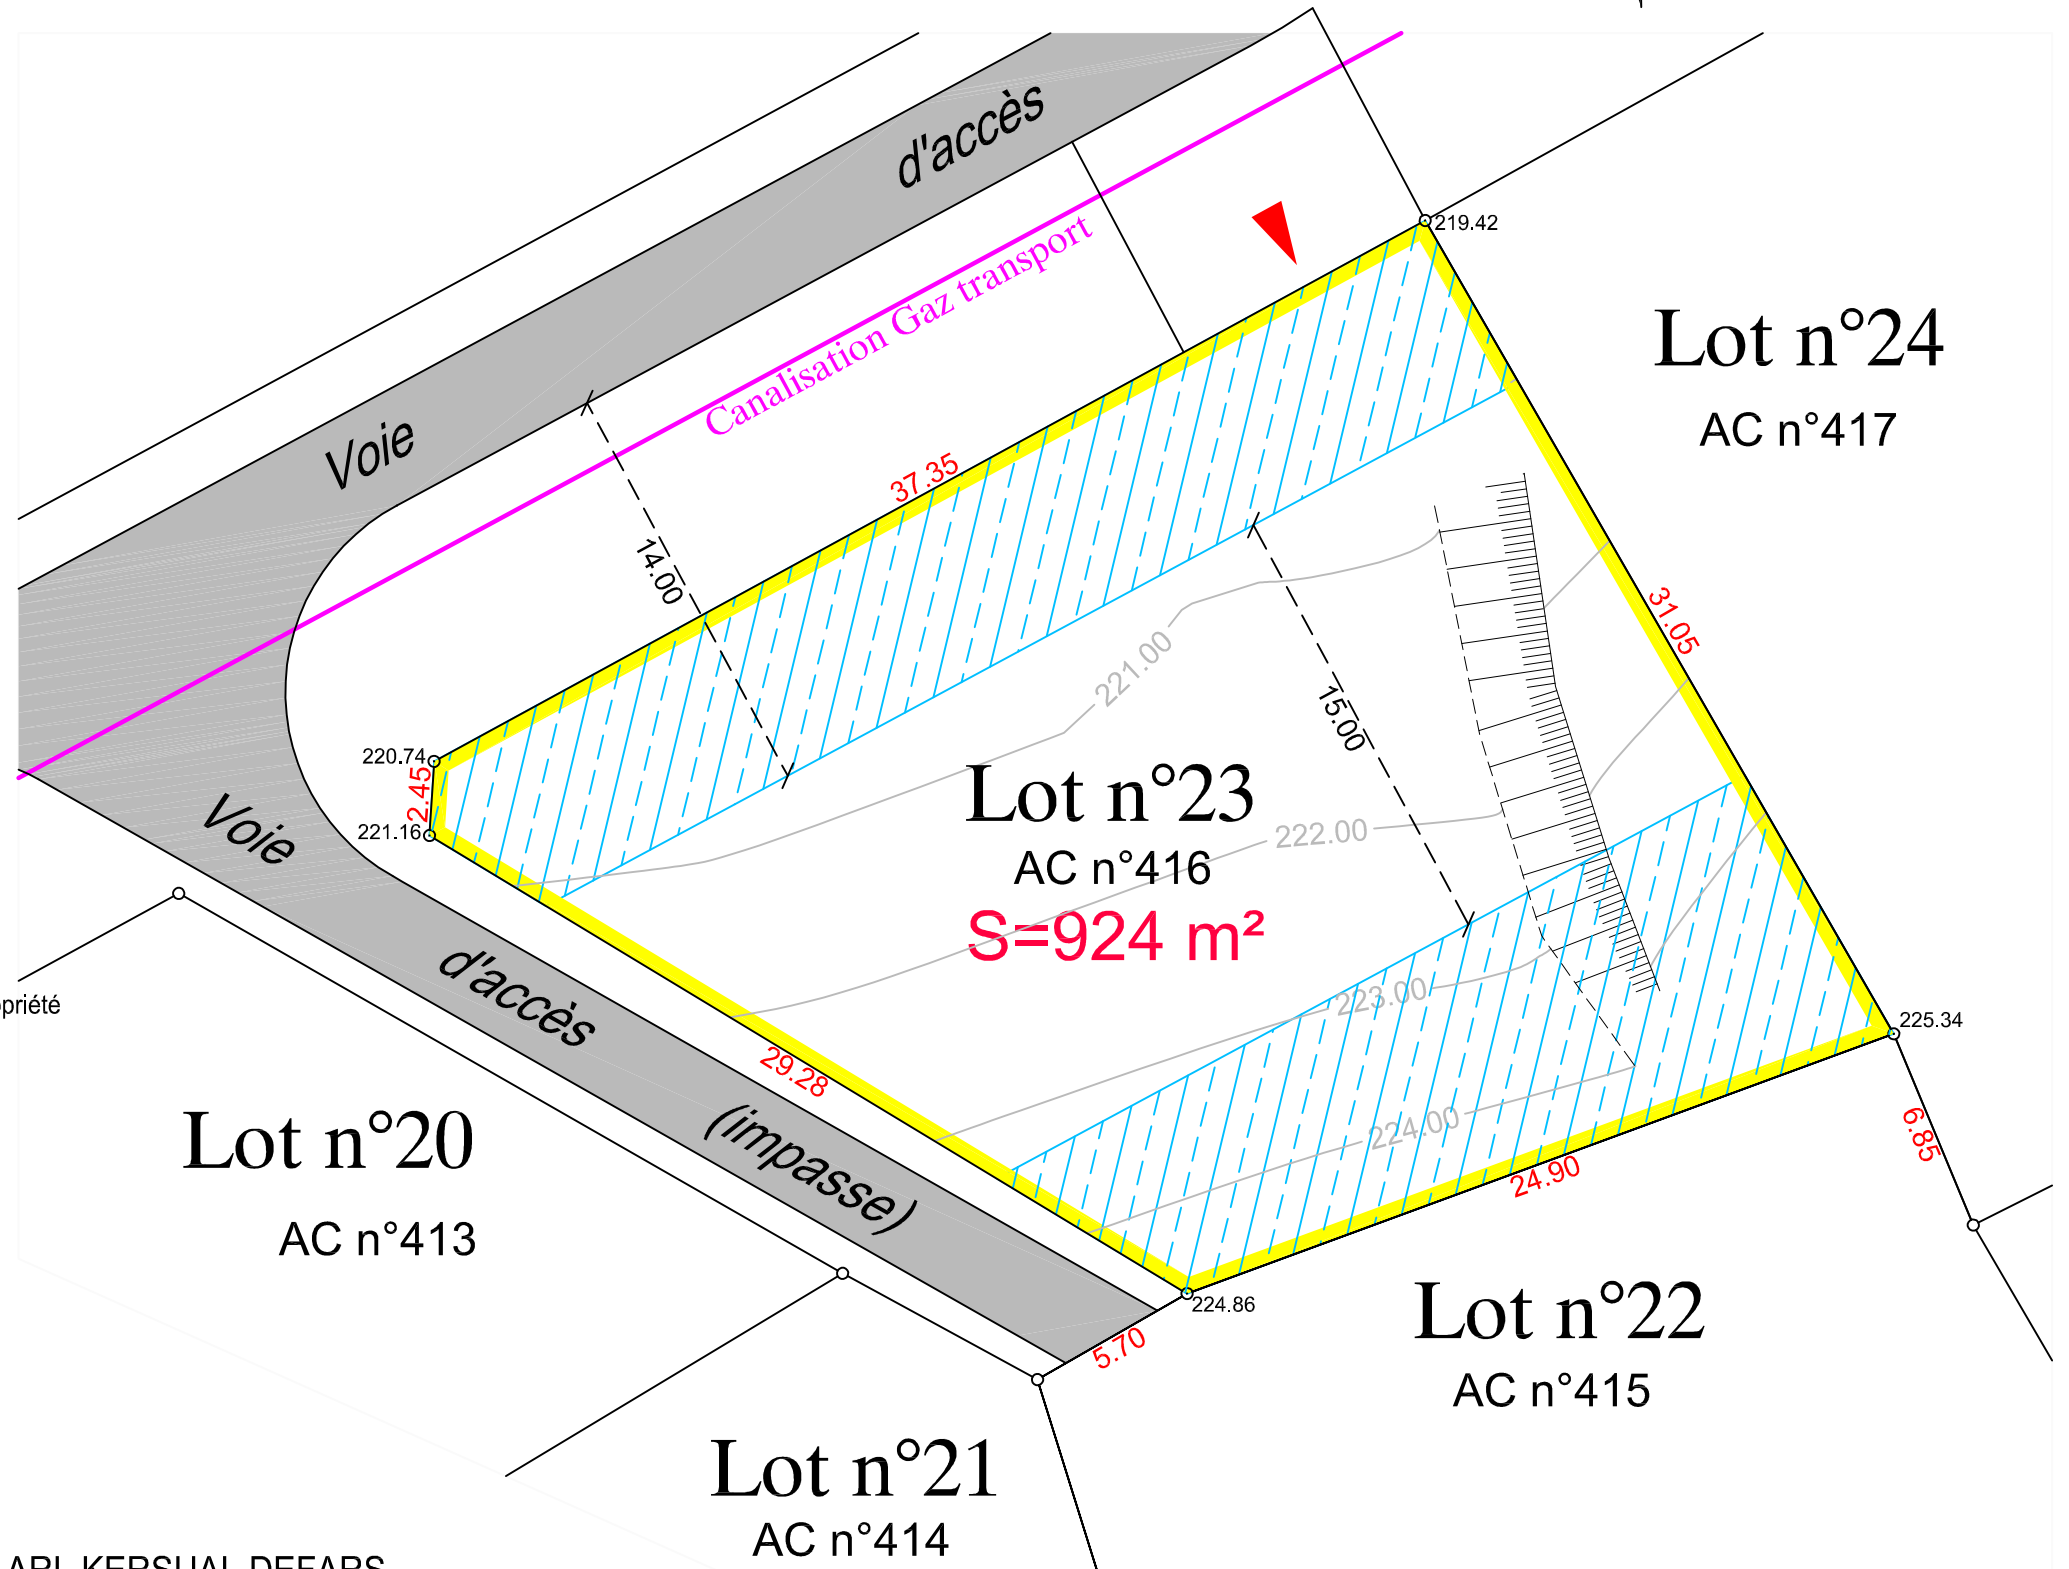 d'accès
Canalisation Gaz transport
219.42
Lot n°24
AC n°417
Voie
37.35
14.00
31.05
221.00
15.00
220.74
2.45
221.16
Lot n°23
AC n°416
S=924 m²
222.00
Voie
d'accès
(impasse)
223.00
opriété
225.34
29.28
224.00
24.90
6.85
Lot n°20
AC n°413
224.86
5.70
Lot n°22
AC n°415
Lot n°21
AC n°414